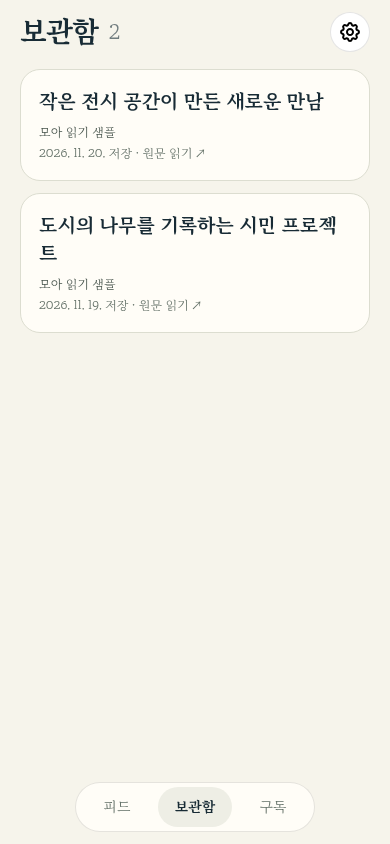 보관함 2
작은 전시 공간이 만든 새로운 만남
모아 읽기 샘플
2026. 11. 20. 저장 · 원문 읽기 ↗
도시의 나무를 기록하는 시민 프로젝
트
모아 읽기 샘플
2026. 11. 19. 저장 · 원문 읽기 ↗
피드 보관함 구독